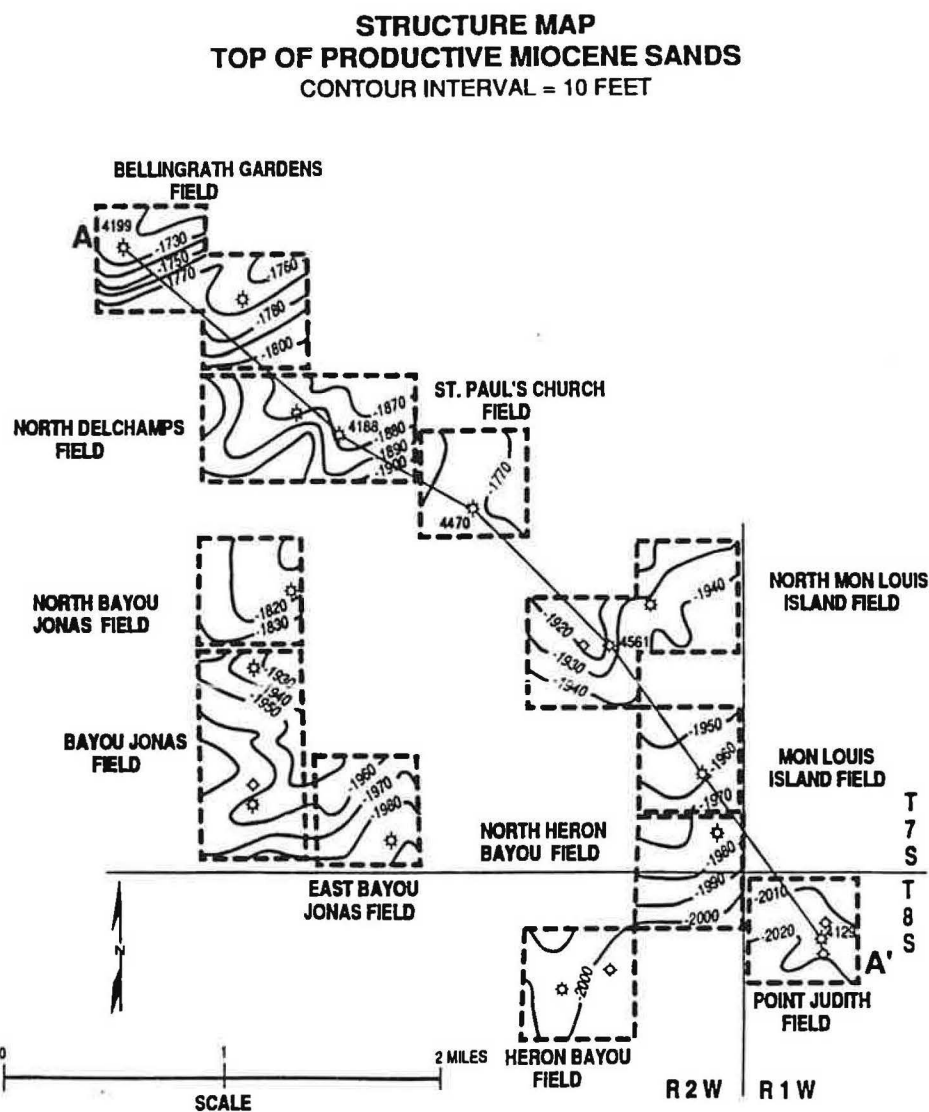 STRUCTURE MAP
TOP OF PRODUCTIVE MIOCENE SANDS
CONTOUR INTERVAL = 10 FEET
BELLINGRATH GARDENS
FIELD
A
4199
-1730
-1750
-1770
-1760
-1780
-1800
NORTH DELCHAMPS
FIELD
4188
-1870
-1880
-1890
-1900
ST. PAUL'S CHURCH
FIELD
-1770
4470
NORTH BAYOU
JONAS FIELD
-1820
-1830
NORTH MON LOUIS
ISLAND FIELD
-1940
-1920
-1930
-1940
4561
BAYOU JONAS
FIELD
-1930
-1940
-1950
MON LOUIS
ISLAND FIELD
-1950
-1960
-1970
EAST BAYOU
JONAS FIELD
-1960
-1970
-1980
NORTH HERON
BAYOU FIELD
-1980
-1990
-2000
T
7
S
T
8
S
-2010
-2020
4129
A'
POINT JUDITH
FIELD
-2000
HERON BAYOU
FIELD
N
0
1
2 MILES
SCALE
R 2 W
R 1 W